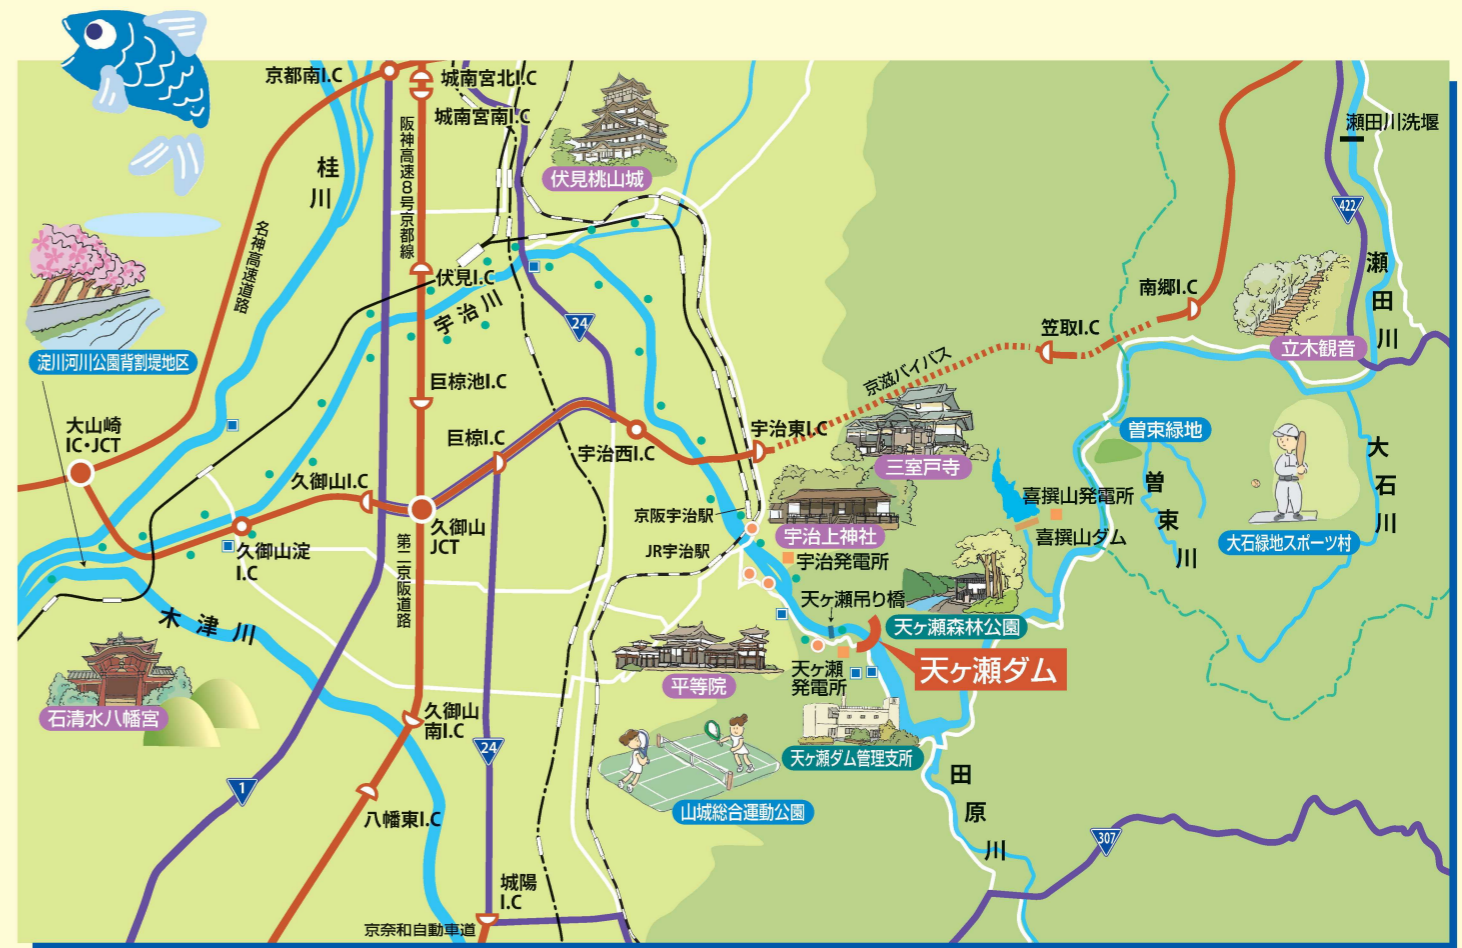 京都南I.C
城南宮北I.C
城南宮南I.C
瀬田川洗堰
桂川
阪神高速8号京都線
伏見桃山城
422
名神高速道路
伏見I.C
宇治川
24
瀬田川
南郷I.C
笠取I.C
立木観音
淀川河川公園背割堤地区
京滋バイパス
巨椋池I.C
大山崎
IC・JCT
巨椋I.C
宇治西I.C
宇治東I.C
三室戸寺
曽束緑地
大石川
久御山I.C
久御山
JCT
京阪宇治駅
宇治上神社
喜撰山発電所
喜撰山ダム
曽束川
大石緑地スポーツ村
久御山淀
I.C
第二京阪道路
JR宇治駅
宇治発電所
天ヶ瀬吊り橋
天ヶ瀬森林公園
木津川
天ヶ瀬ダム
天ヶ瀬
発電所
平等院
石清水八幡宮
久御山
南I.C
24
天ヶ瀬ダム管理支所
1
八幡東I.C
山城総合運動公園
田原川
307
城陽
I.C
京奈和自動車道